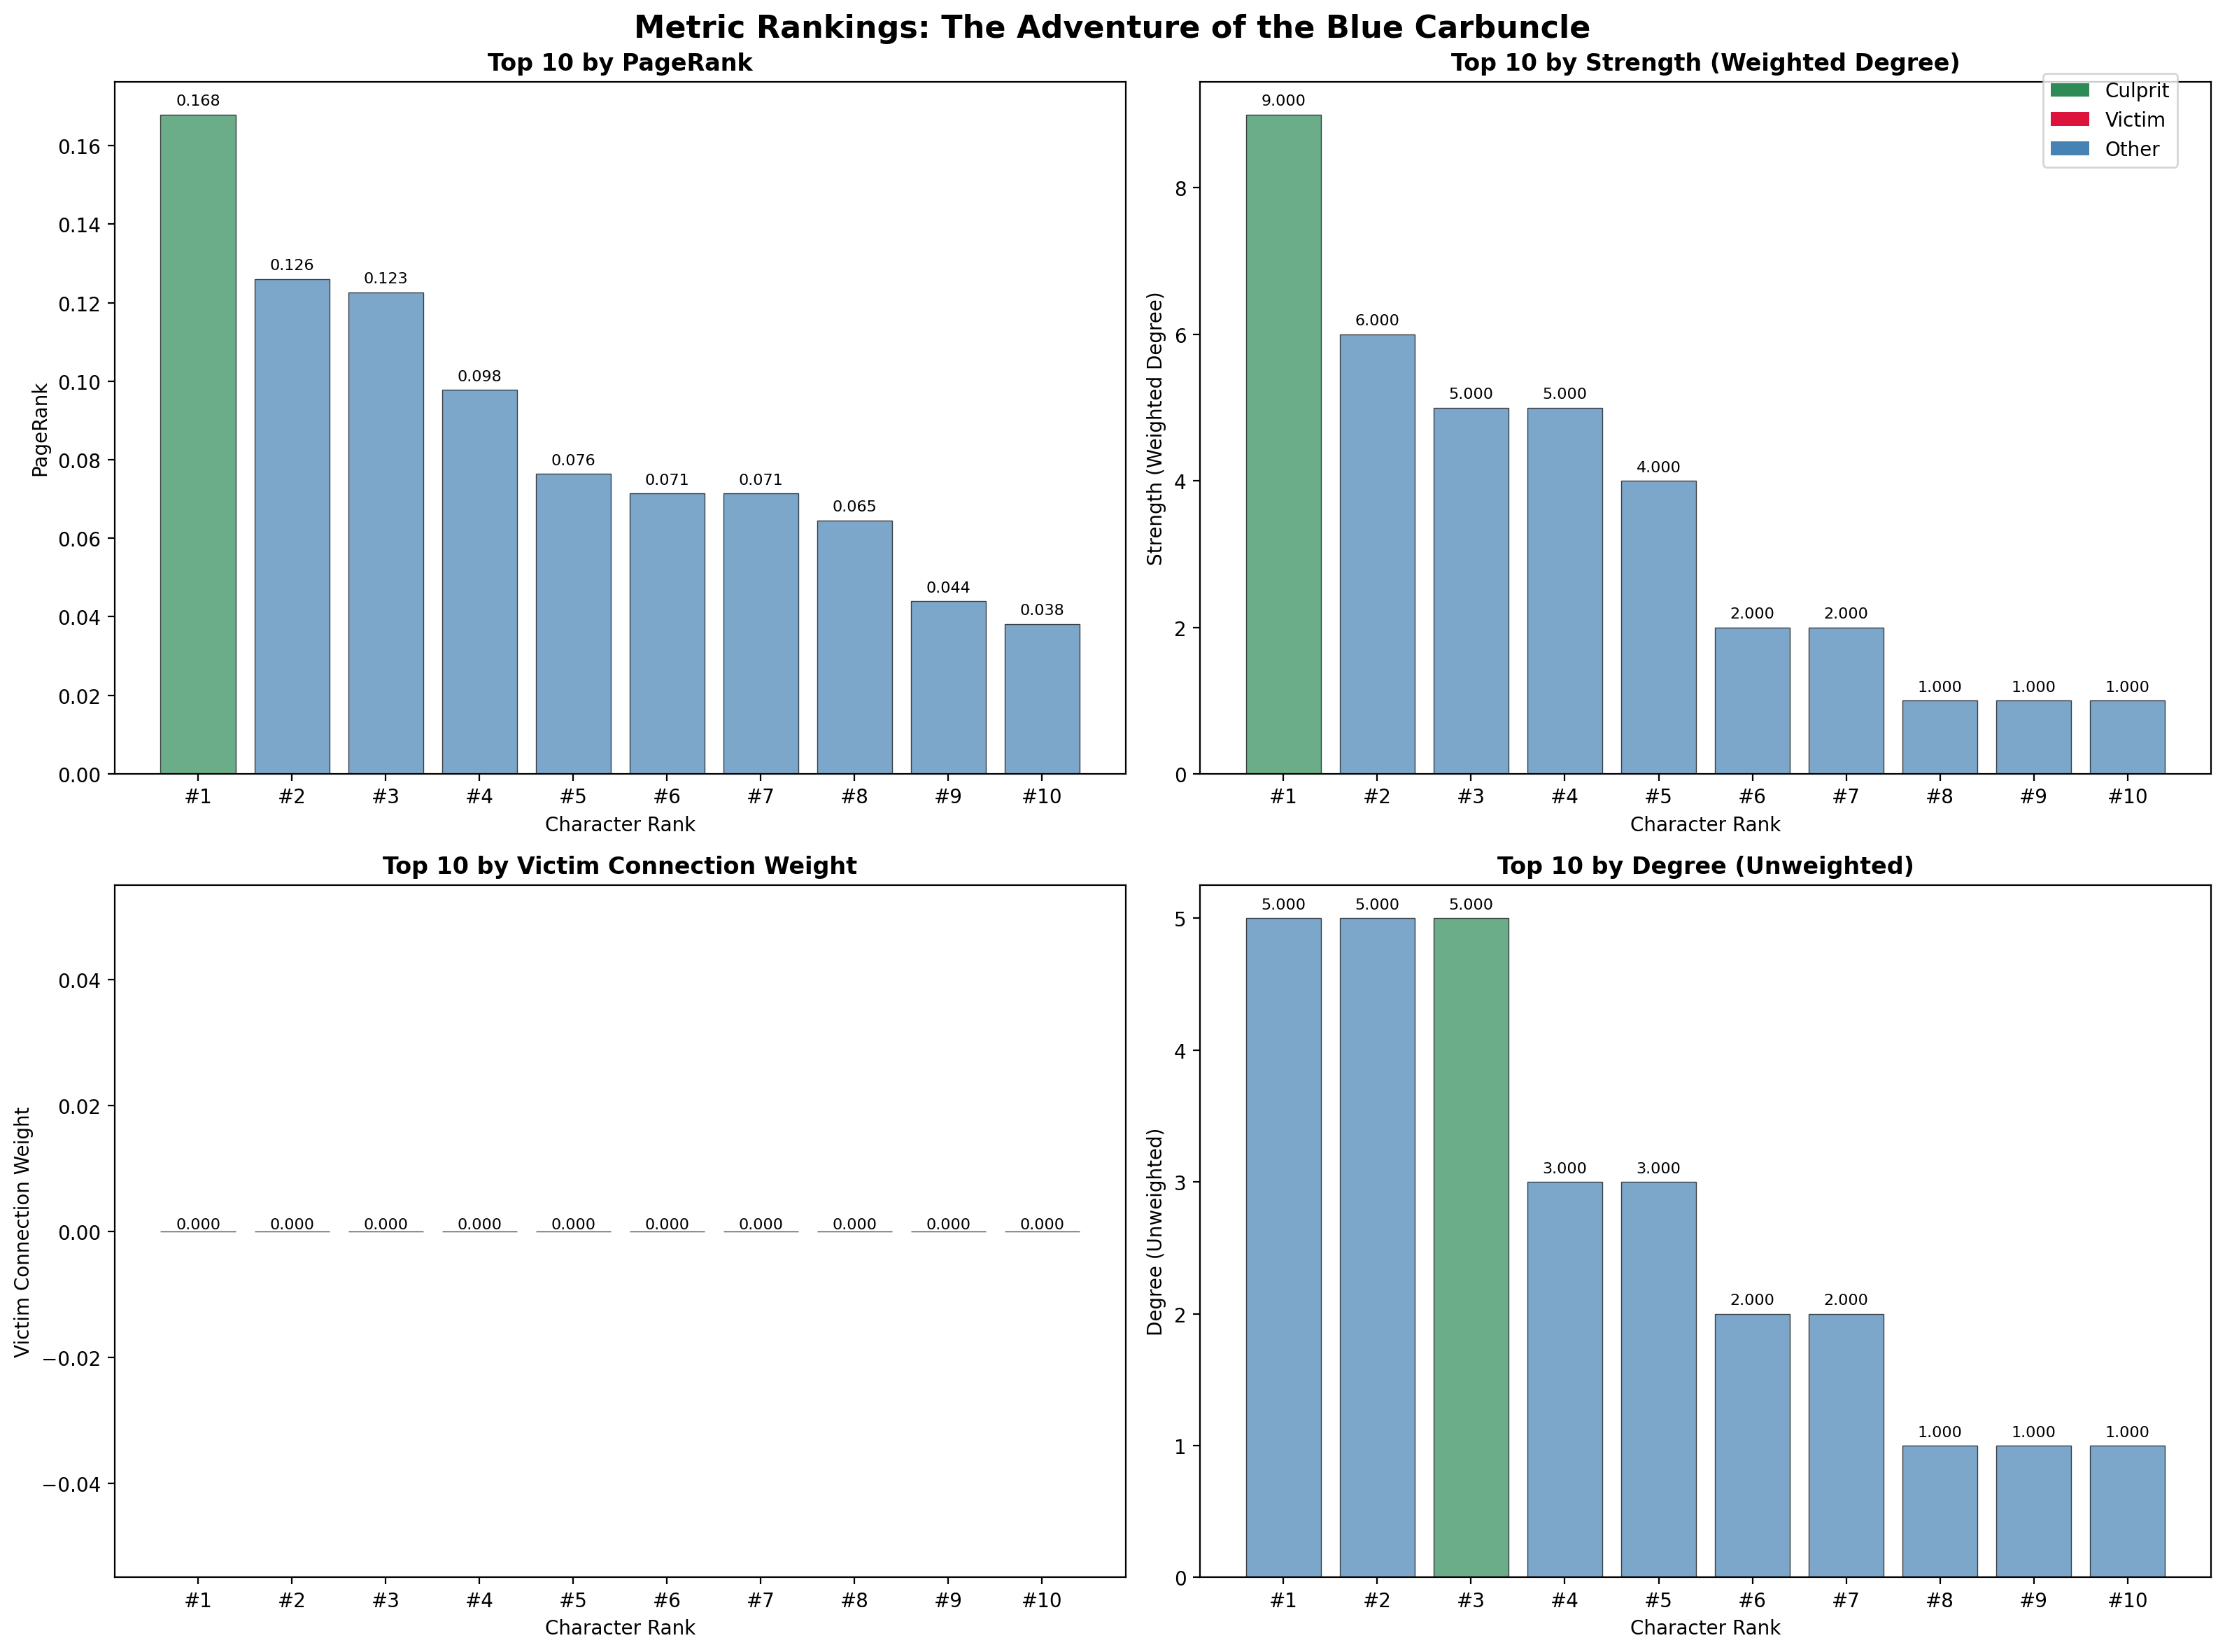 Metric Rankings: The Adventure of the Blue Carbuncle
Top 10 by PageRank
PageRank
0.16
0.14
0.12
0.10
0.08
0.06
0.04
0.02
0.00
0.168
0.126
0.123
0.098
0.076
0.071
0.071
0.065
0.044
0.038
#1 #2 #3 #4 #5 #6 #7 #8 #9 #10
Character Rank
Top 10 by Strength (Weighted Degree)
Strength (Weighted Degree)
8
6
4
2
0
9.000
6.000
5.000
5.000
4.000
2.000
2.000
1.000
1.000
1.000
Culprit
Victim
Other
#1 #2 #3 #4 #5 #6 #7 #8 #9 #10
Character Rank
Top 10 by Victim Connection Weight
Victim Connection Weight
0.04
0.02
0.00
−0.02
−0.04
0.000 0.000 0.000 0.000 0.000 0.000 0.000 0.000 0.000 0.000
#1 #2 #3 #4 #5 #6 #7 #8 #9 #10
Character Rank
Top 10 by Degree (Unweighted)
Degree (Unweighted)
5
4
3
2
1
0
5.000
5.000
5.000
3.000
3.000
2.000
2.000
1.000
1.000
1.000
#1 #2 #3 #4 #5 #6 #7 #8 #9 #10
Character Rank